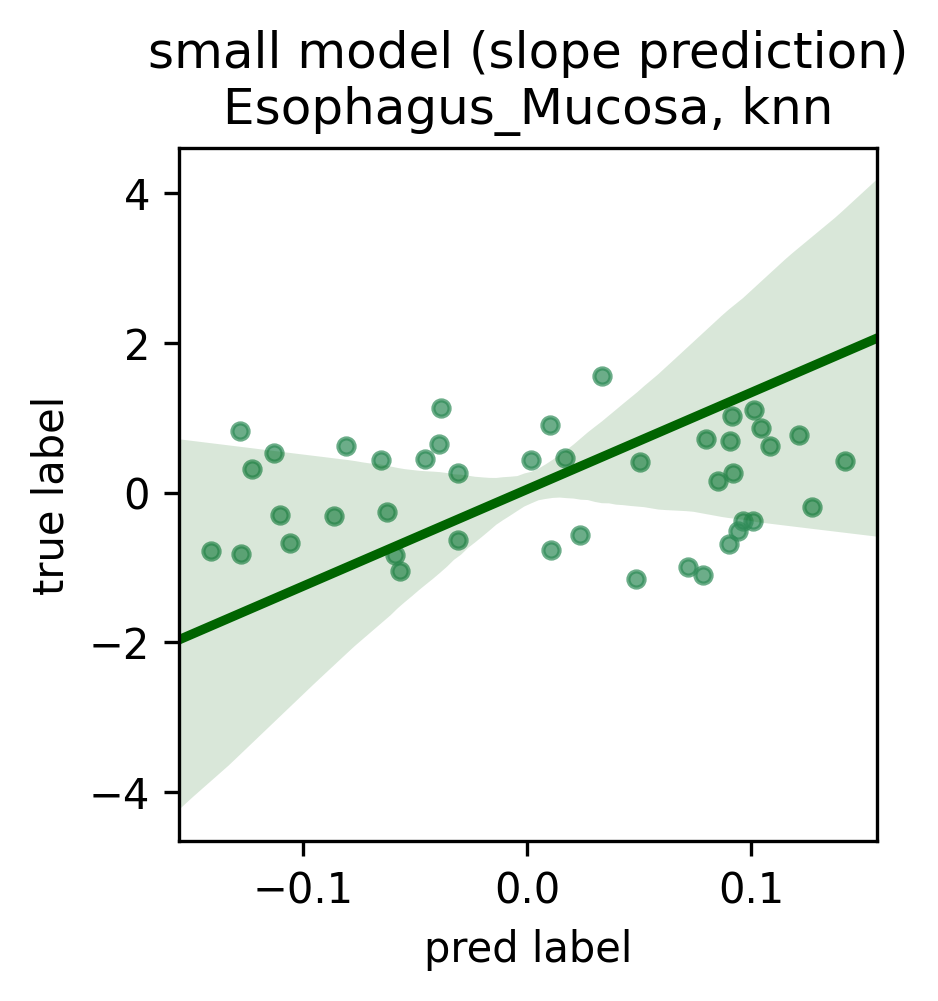 small model (slope prediction)
Esophagus_Mucosa, knn
4
2
0
−2
−4
true label
−0.1
0.0
0.1
pred label